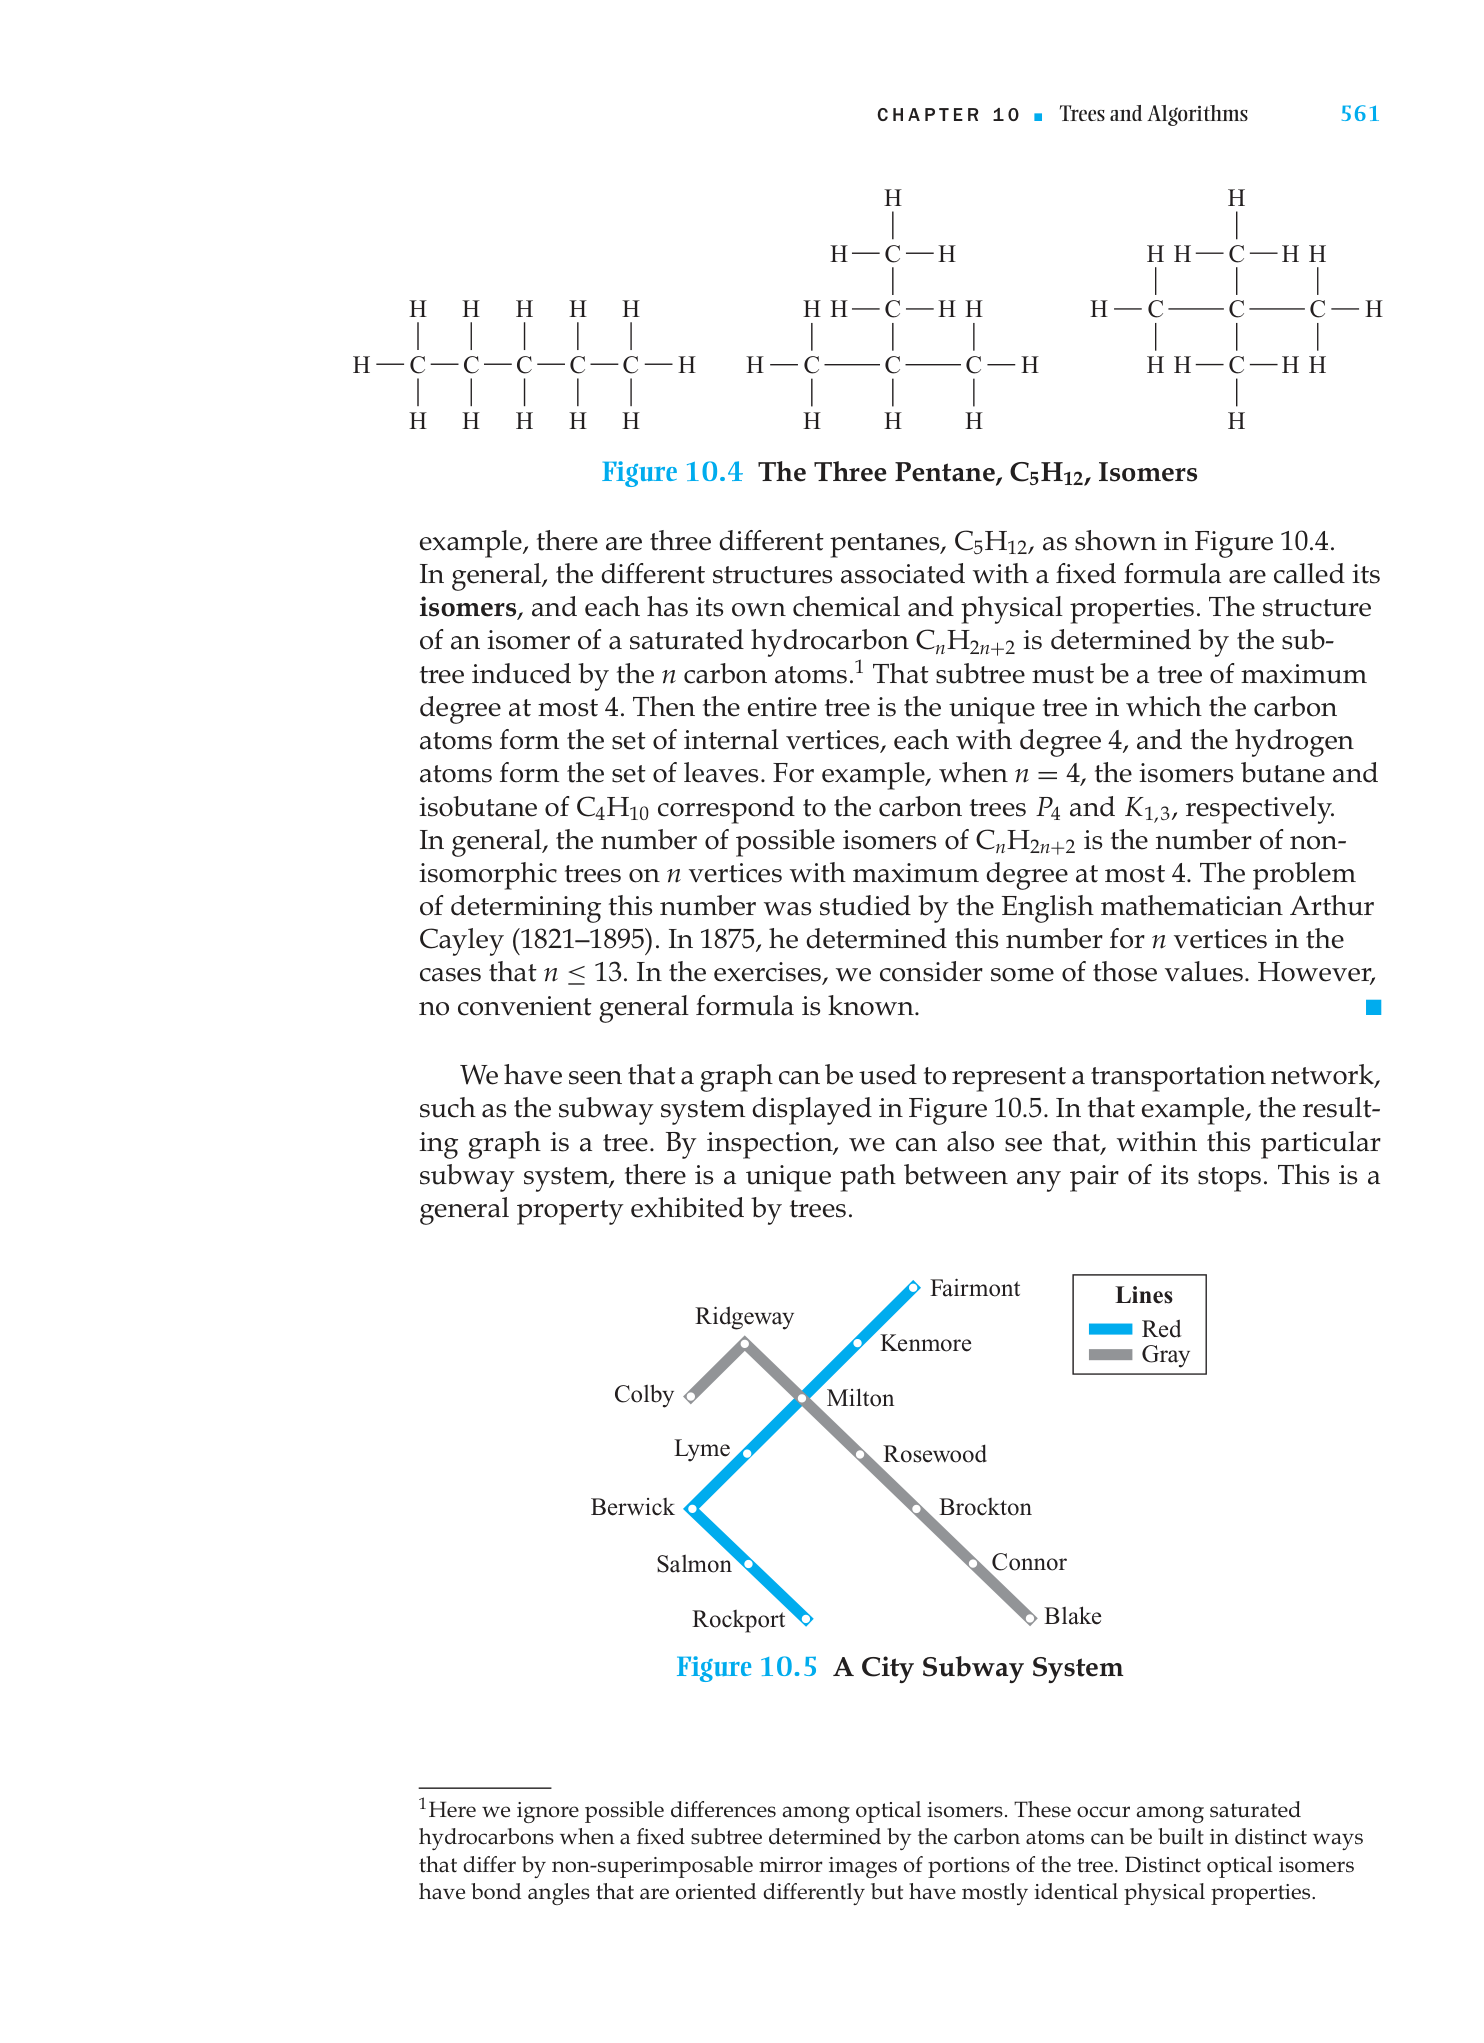 CHAPTER 10 ■ Trees and Algorithms 561
H H
H—C—H H H—C—H H
H H H H H H H—C—H H H—C—C—C—H
H—C—C—C—C—C—H H—C—C—C—H H H—C—H H
H H H H H H H H H
Figure 10.4 The Three Pentane, C₅H₁₂, Isomers
example, there are three different pentanes, C₅H₁₂, as shown in Figure 10.4.
In general, the different structures associated with a fixed formula are called its
isomers, and each has its own chemical and physical properties. The structure
of an isomer of a saturated hydrocarbon CₙH₂ₙ₊₂ is determined by the sub-
tree induced by the n carbon atoms.¹ That subtree must be a tree of maximum
degree at most 4. Then the entire tree is the unique tree in which the carbon
atoms form the set of internal vertices, each with degree 4, and the hydrogen
atoms form the set of leaves. For example, when n = 4, the isomers butane and
isobutane of C₄H₁₀ correspond to the carbon trees P₄ and K₁,₃, respectively.
In general, the number of possible isomers of CₙH₂ₙ₊₂ is the number of non-
isomorphic trees on n vertices with maximum degree at most 4. The problem
of determining this number was studied by the English mathematician Arthur
Cayley (1821–1895). In 1875, he determined this number for n vertices in the
cases that n ≤ 13. In the exercises, we consider some of those values. However,
no convenient general formula is known. ■
We have seen that a graph can be used to represent a transportation network,
such as the subway system displayed in Figure 10.5. In that example, the result-
ing graph is a tree. By inspection, we can also see that, within this particular
subway system, there is a unique path between any pair of its stops. This is a
general property exhibited by trees.
Fairmont
Ridgeway
Kenmore
Colby
Milton
Lyme
Rosewood
Berwick
Brockton
Salmon
Connor
Rockport
Blake
Lines
Red
Gray
Figure 10.5 A City Subway System
¹Here we ignore possible differences among optical isomers. These occur among saturated
hydrocarbons when a fixed subtree determined by the carbon atoms can be built in distinct ways
that differ by non-superimposable mirror images of portions of the tree. Distinct optical isomers
have bond angles that are oriented differently but have mostly identical physical properties.